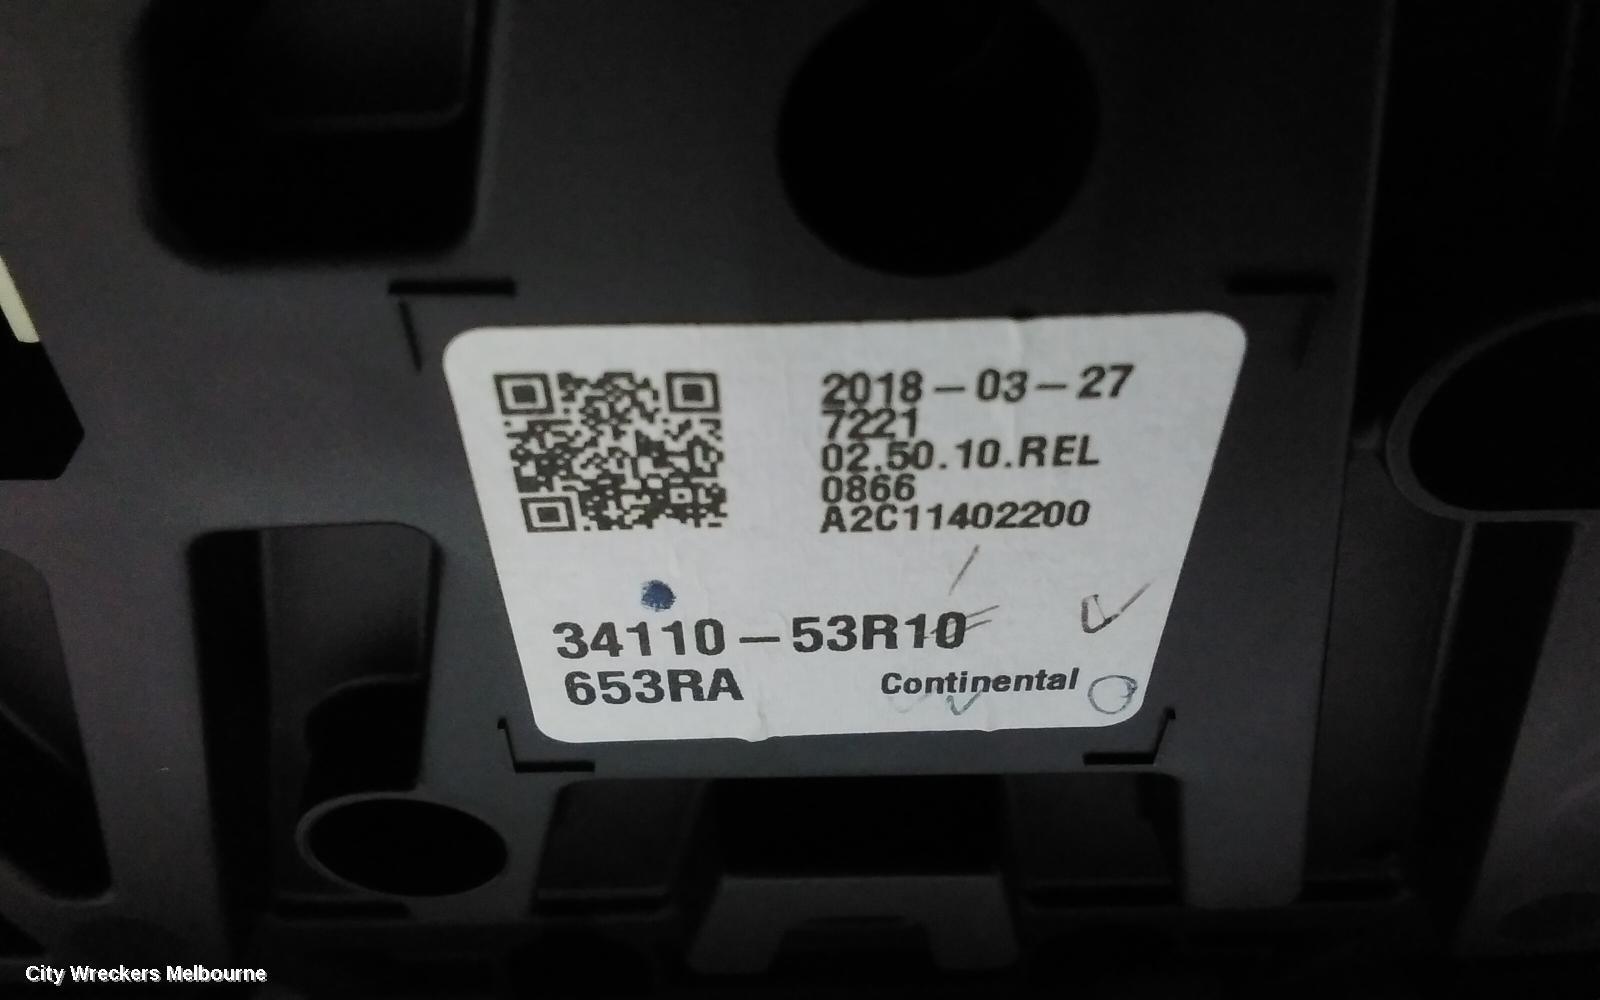 2018-03-27
7221
02.50.10.REL
0866
A2C11402200
34110-53R10
653RA
Continental
City Wreckers Melbourne